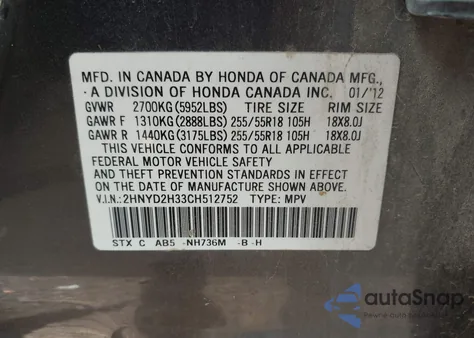 MFD. IN CANADA BY HONDA OF CANADA MFG.,
A DIVISION OF HONDA CANADA INC. 01/'12
GVWR 2700KG(5952LBS) TIRE SIZE RIM SIZE
GAWR F 1310KG(2888LBS) 255/55R18 105H 18X8.0J
GAWR R 1440KG(3175LBS) 255/55R18 105H 18X8.0J
THIS VEHICLE CONFORMS TO ALL APPLICABLE
FEDERAL MOTOR VEHICLE SAFETY
AND THEFT PREVENTION STANDARDS IN EFFECT
ON THE DATE OF MANUFACTURE SHOWN ABOVE.
V.I.N.:2HNYD2H33CH512752 TYPE: MPV
STX C AB5 -NH736M -B -H
autoSnap